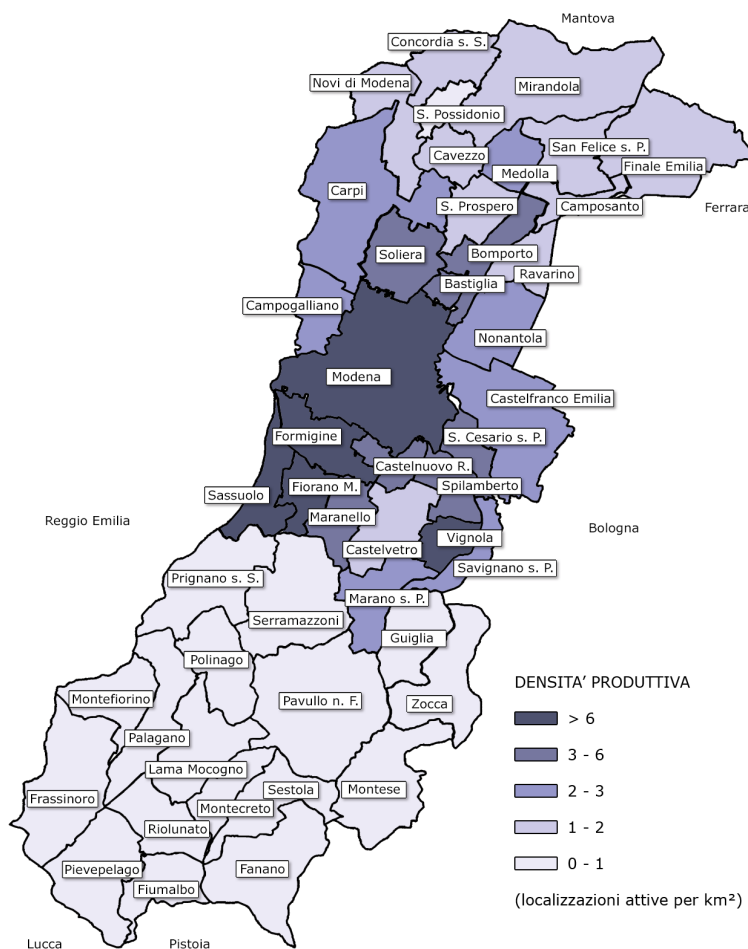 Mantova
Concordia s. S.
Novi di Modena
Mirandola
S. Possidonio
San Felice s. P.
Cavezzo
Finale Emilia
Medolla
Carpi
S. Prospero
Camposanto
Ferrara
Soliera
Bomporto
Ravarino
Bastiglia
Campogalliano
Nonantola
Modena
Castelfranco Emilia
Formigine
S. Cesario s. P.
Castelnuovo R.
Fiorano M.
Spilamberto
Sassuolo
Maranello
Reggio Emilia
Bologna
Vignola
Castelvetro
Savignano s. P.
Prignano s. S.
Marano s. P.
Serramazzoni
Guiglia
Polinago
DENSITA’ PRODUTTIVA
Montefiorino
Pavullo n. F.
Zocca
> 6
Palagano
3 - 6
Lama Mocogno
Sestola
Montese
2 - 3
Frassinoro
Montecreto
Riolunato
1 - 2
Pievepelago
Fanano
0 - 1
Fiumalbo
(localizzazioni attive per km²)
Lucca
Pistoia